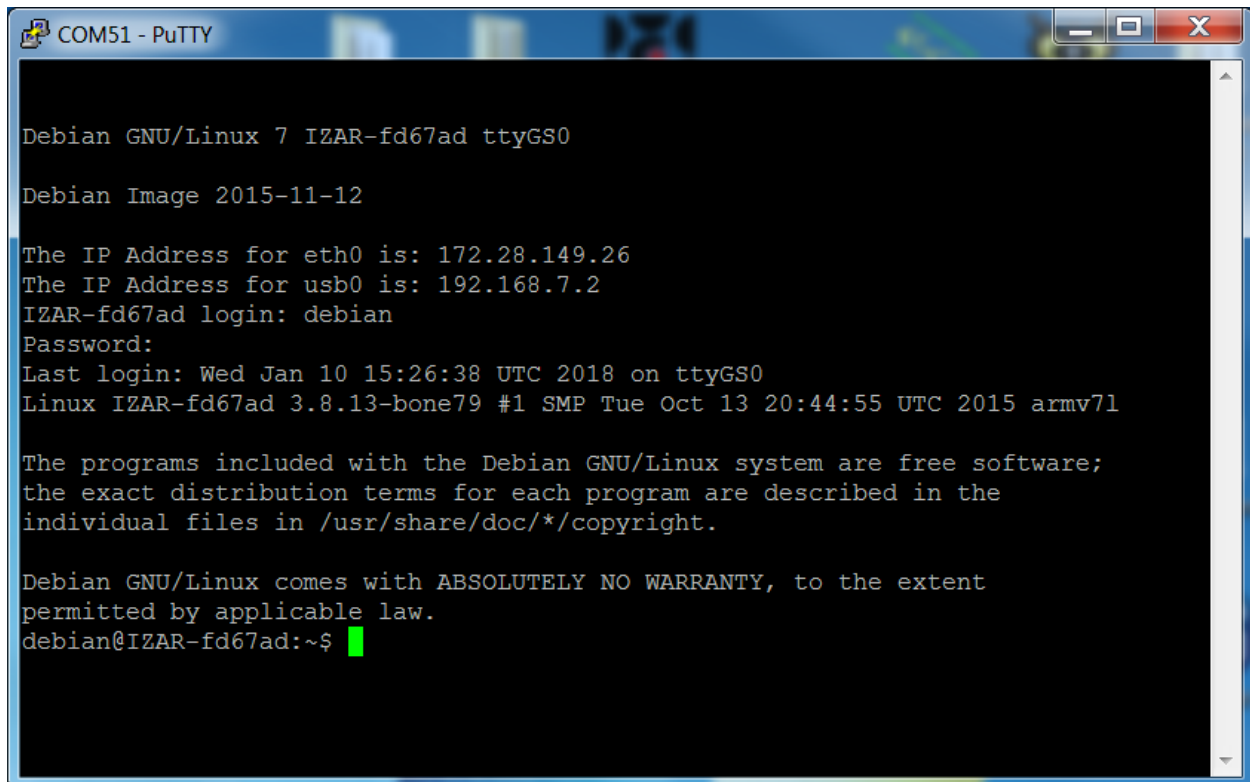 COM51 - PuTTY
Debian GNU/Linux 7 IZAR-fd67ad ttyGS0
Debian Image 2015-11-12
The IP Address for eth0 is: 172.28.149.26
The IP Address for usb0 is: 192.168.7.2
IZAR-fd67ad login: debian
Password:
Last login: Wed Jan 10 15:26:38 UTC 2018 on ttyGS0
Linux IZAR-fd67ad 3.8.13-bone79 #1 SMP Tue Oct 13 20:44:55 UTC 2015 armv7l
The programs included with the Debian GNU/Linux system are free software;
the exact distribution terms for each program are described in the
individual files in /usr/share/doc/*/copyright.
Debian GNU/Linux comes with ABSOLUTELY NO WARRANTY, to the extent
permitted by applicable law.
debian@IZAR-fd67ad:~$